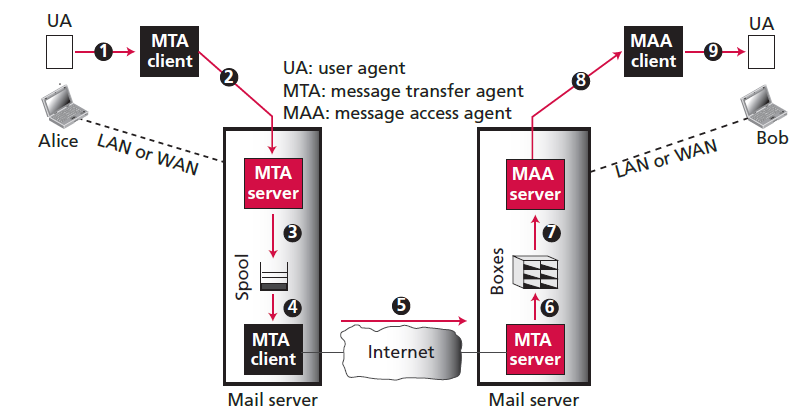 UA
1
MTA
client
2
UA: user agent
MTA: message transfer agent
MAA: message access agent
8
MAA
client
9
UA
Alice
LAN or WAN
Bob
LAN or WAN
MTA
server
3
Spool
4
MTA
client
5
Internet
MAA
server
7
Boxes
6
MTA
server
Mail server
Mail server